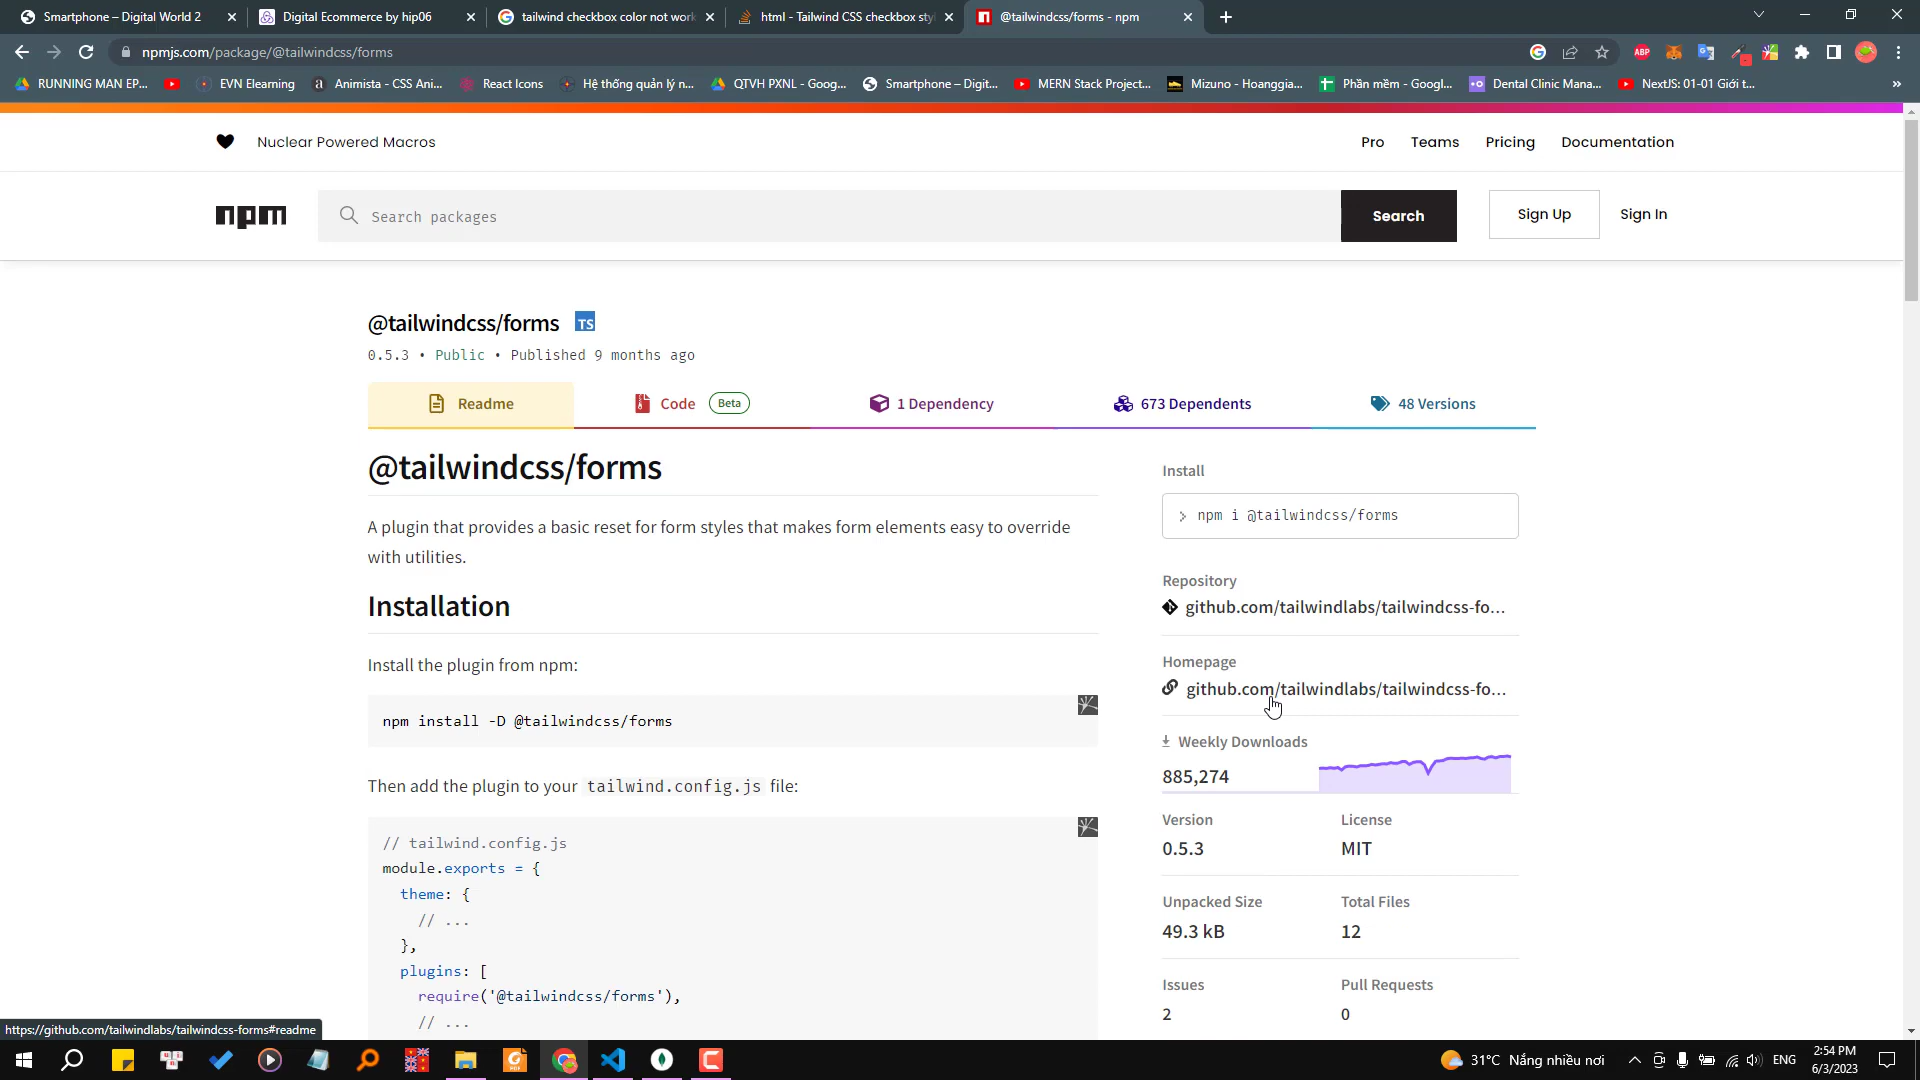 Smartphone – Digital World 2
Digital Ecommerce by hip06
tailwind checkbox color not work
html - Tailwind CSS checkbox sty
@tailwindcss/forms - npm
npmjs.com/package/@tailwindcss/forms
ABP
RUNNING MAN EP...
EVN Elearning
Animista - CSS Ani...
React Icons
Hệ thống quản lý n...
QTVH PXNL - Goog...
Smartphone – Digit...
MERN Stack Project...
Mizuno - Hoanggia...
Phần mềm - Googl...
Dental Clinic Mana...
NextJS: 01-01 Giới t...
»
Nuclear Powered Macros
Pro
Teams
Pricing
Documentation
npm
Search packages
Search
Sign Up
Sign In
@tailwindcss/forms TS
0.5.3 • Public • Published 9 months ago
Readme
Code Beta
1 Dependency
673 Dependents
48 Versions
@tailwindcss/forms
A plugin that provides a basic reset for form styles that makes form elements easy to override
with utilities.
Installation
Install the plugin from npm:
npm install -D @tailwindcss/forms
Then add the plugin to your tailwind.config.js file:
// tailwind.config.js
module.exports = {
theme: {
// ...
},
plugins: [
require('@tailwindcss/forms'),
// ...
Install
> npm i @tailwindcss/forms
Repository
github.com/tailwindlabs/tailwindcss-fo...
Homepage
github.com/tailwindlabs/tailwindcss-fo...
Weekly Downloads
885,274
Version
License
0.5.3
MIT
Unpacked Size
Total Files
49.3 kB
12
Issues
Pull Requests
2
0
https://github.com/tailwindlabs/tailwindcss-forms#readme
31°C Nắng nhiều nơi
ENG
2:54 PM
6/3/2023